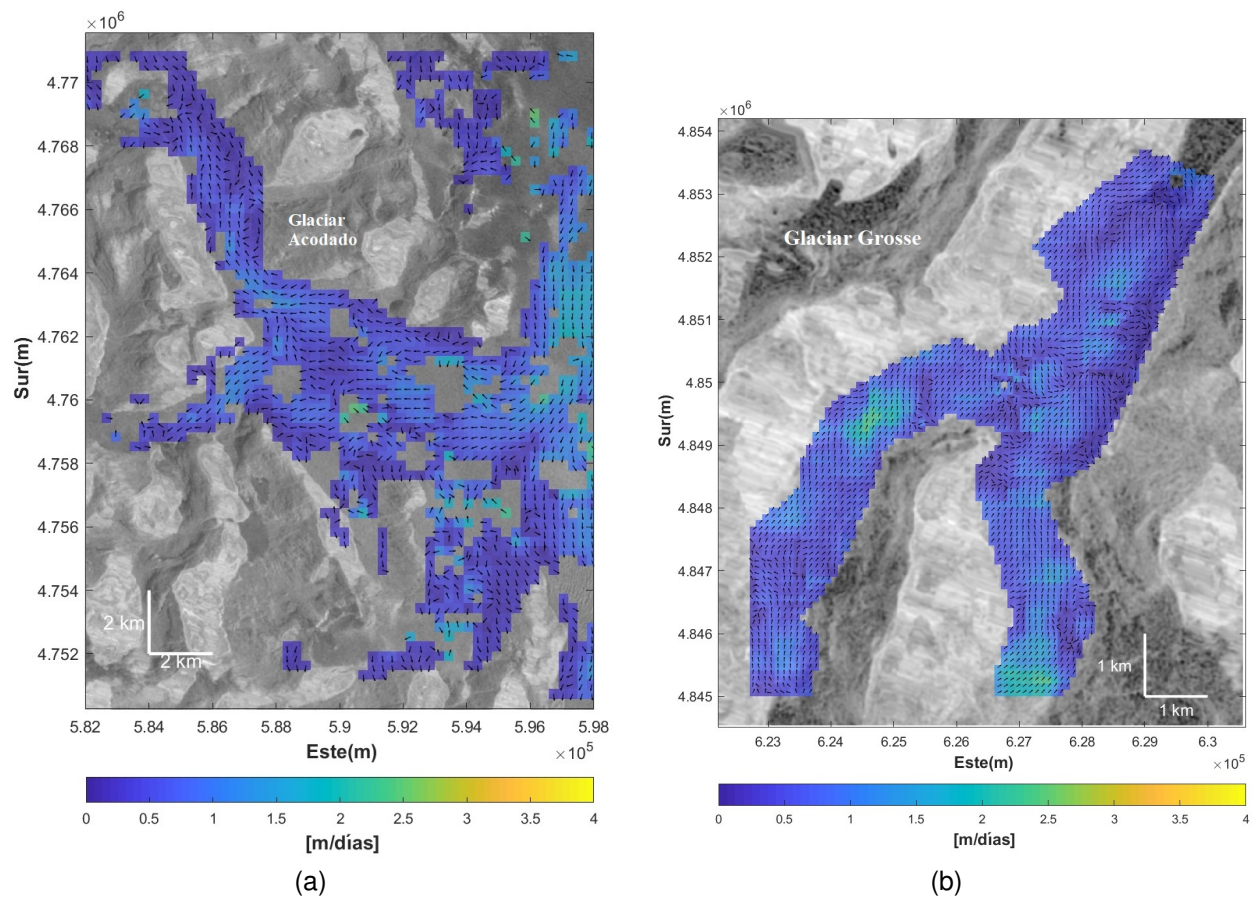 ×10⁶
4.77
4.768
4.766
4.764
4.762
4.76
4.758
4.756
4.754
4.752
Sur(m)
Glaciar
Acodado
2 km
2 km
5.82 5.84 5.86 5.88 5.9 5.92 5.94 5.96 5.98
Este(m)
×10⁵
0 0.5 1 1.5 2 2.5 3 3.5 4
[m/días]
(a)
×10⁶
4.854
4.853
4.852
4.851
4.85
4.849
4.848
4.847
4.846
4.845
Sur(m)
Glaciar Grosse
1 km
1 km
6.23 6.24 6.25 6.26 6.27 6.28 6.29 6.3
Este(m)
×10⁵
0 0.5 1 1.5 2 2.5 3 3.5 4
[m/días]
(b)